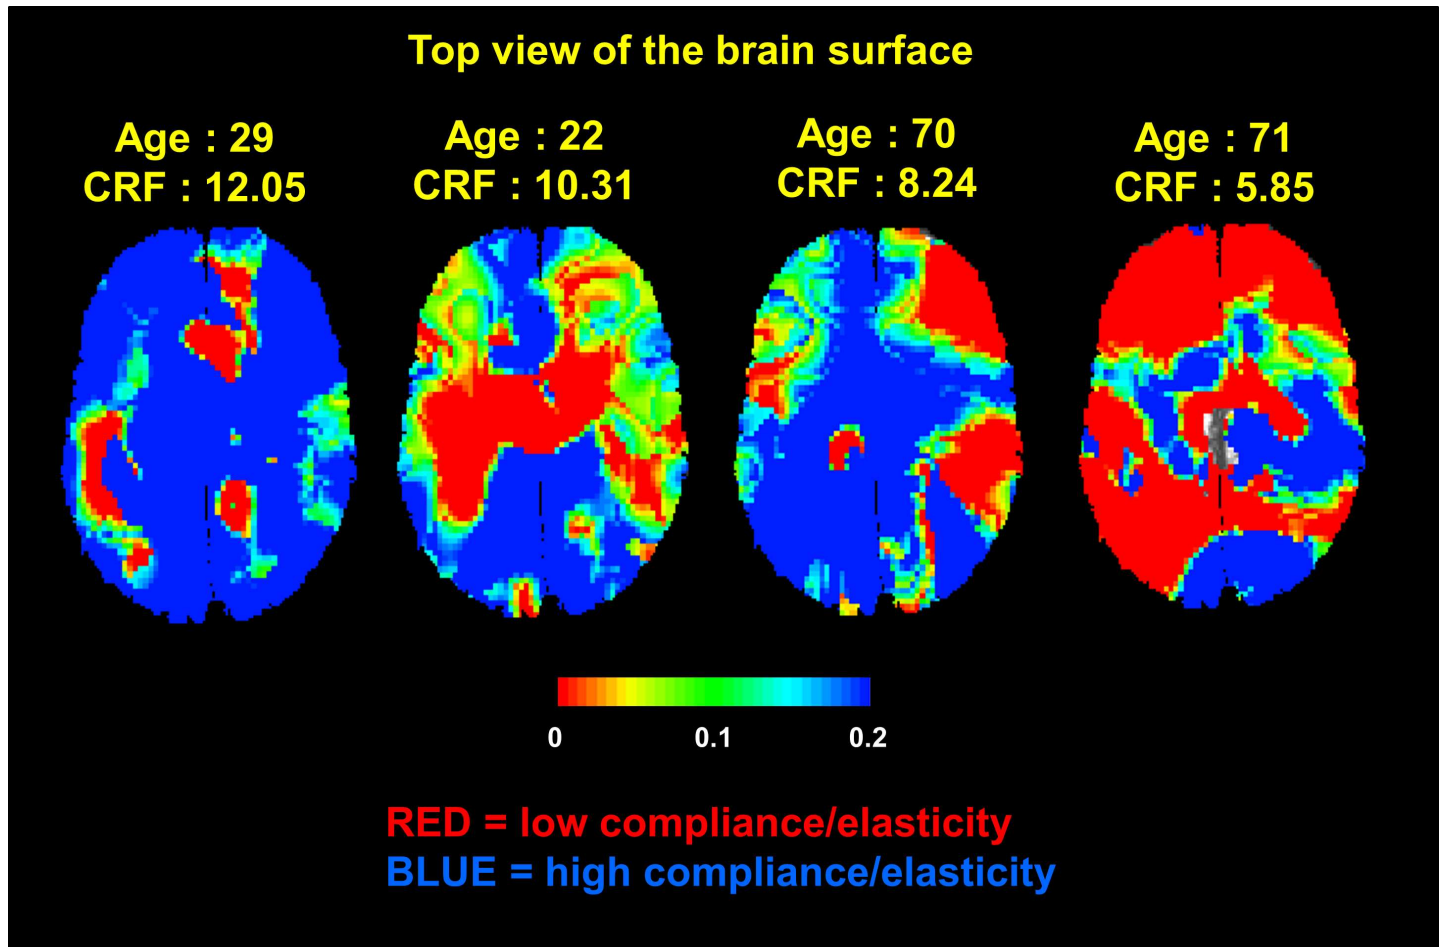 Top view of the brain surface
Age : 29
CRF : 12.05
Age : 22
CRF : 10.31
Age : 70
CRF : 8.24
Age : 71
CRF : 5.85
0
0.1
0.2
RED = low compliance/elasticity
BLUE = high compliance/elasticity